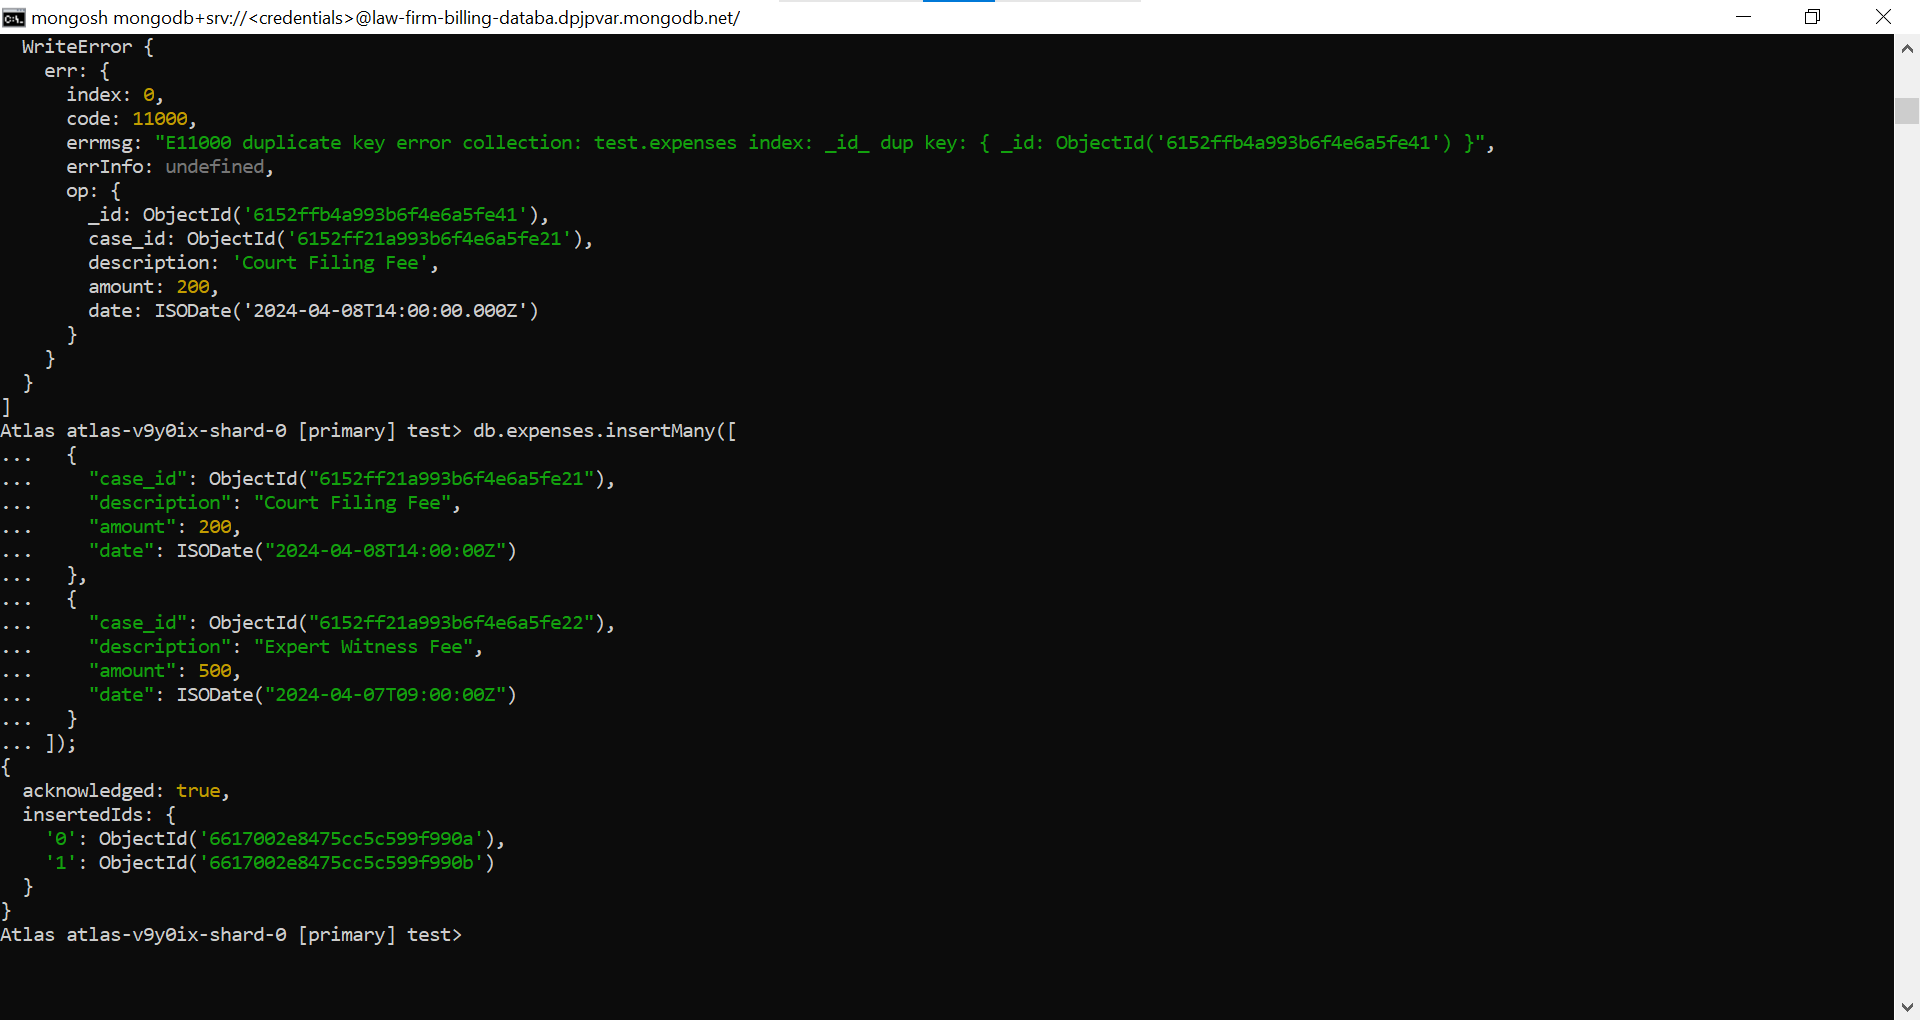 mongosh mongodb+srv://<credentials>@law-firm-billing-databa.dpjpvar.mongodb.net/
  WriteError {
    err: {
      index: 0,
      code: 11000,
      errmsg: "E11000 duplicate key error collection: test.expenses index: _id_ dup key: { _id: ObjectId('6152ffb4a993b6f4e6a5fe41') }",
      errInfo: undefined,
      op: {
        _id: ObjectId('6152ffb4a993b6f4e6a5fe41'),
        case_id: ObjectId('6152ff21a993b6f4e6a5fe21'),
        description: 'Court Filing Fee',
        amount: 200,
        date: ISODate('2024-04-08T14:00:00.000Z')
      }
    }
  }
]
Atlas atlas-v9y0ix-shard-0 [primary] test> db.expenses.insertMany([
...   {
...     "case_id": ObjectId("6152ff21a993b6f4e6a5fe21"),
...     "description": "Court Filing Fee",
...     "amount": 200,
...     "date": ISODate("2024-04-08T14:00:00Z")
...   },
...   {
...     "case_id": ObjectId("6152ff21a993b6f4e6a5fe22"),
...     "description": "Expert Witness Fee",
...     "amount": 500,
...     "date": ISODate("2024-04-07T09:00:00Z")
...   }
... ]);
{
  acknowledged: true,
  insertedIds: {
    '0': ObjectId('6617002e8475cc5c599f990a'),
    '1': ObjectId('6617002e8475cc5c599f990b')
  }
}
Atlas atlas-v9y0ix-shard-0 [primary] test>